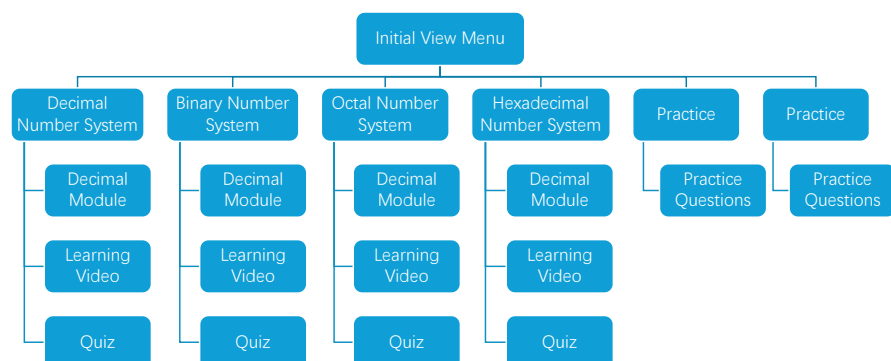 Initial View Menu
Decimal
Number System
Binary Number
System
Octal Number
System
Hexadecimal
Number System
Practice
Practice
Decimal
Module
Decimal
Module
Decimal
Module
Decimal
Module
Practice
Questions
Practice
Questions
Learning
Video
Learning
Video
Learning
Video
Learning
Video
Quiz
Quiz
Quiz
Quiz